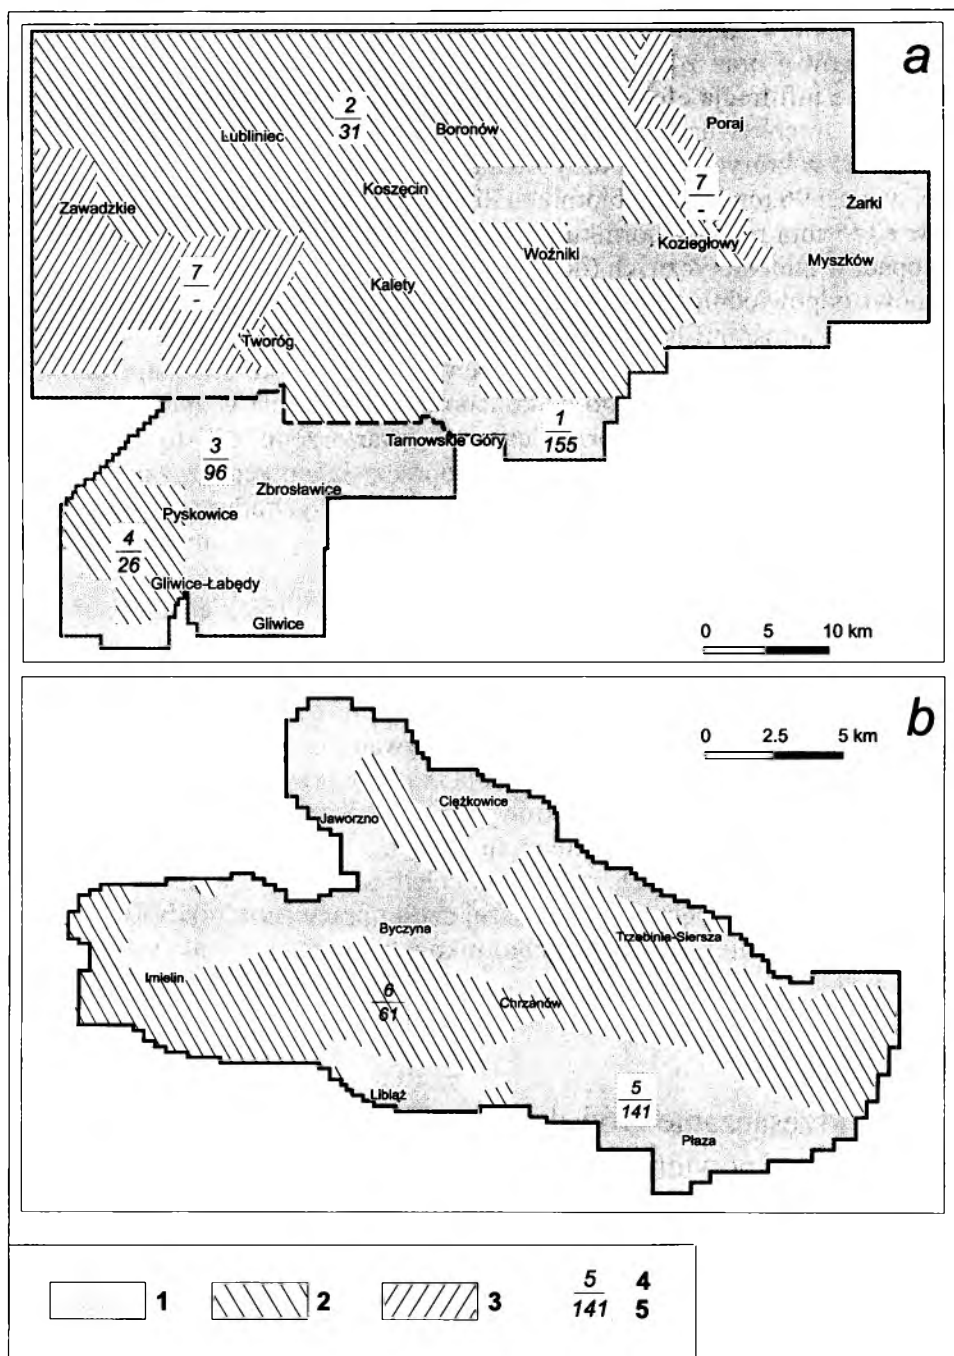 a
2
31
Lubliniec
Boronów
Poraj
Koszęcin
7
-
Zawadzkie
Żarki
Woźniki
Koziegłowy
Myszków
7
-
Kalety
Tworóg
1
155
Tarnowskie Góry
3
96
Zbrosławice
Pyskowice
4
26
Gliwice-Łabędy
Gliwice
0 5 10 km
b
0 2.5 5 km
Ciężkowice
Jaworzno
Byczyna
Trzebinia-Siersza
Imielin
6
61
Chrzanów
Libiąż
5
141
Płaza
1 2 3 5 4
141 5